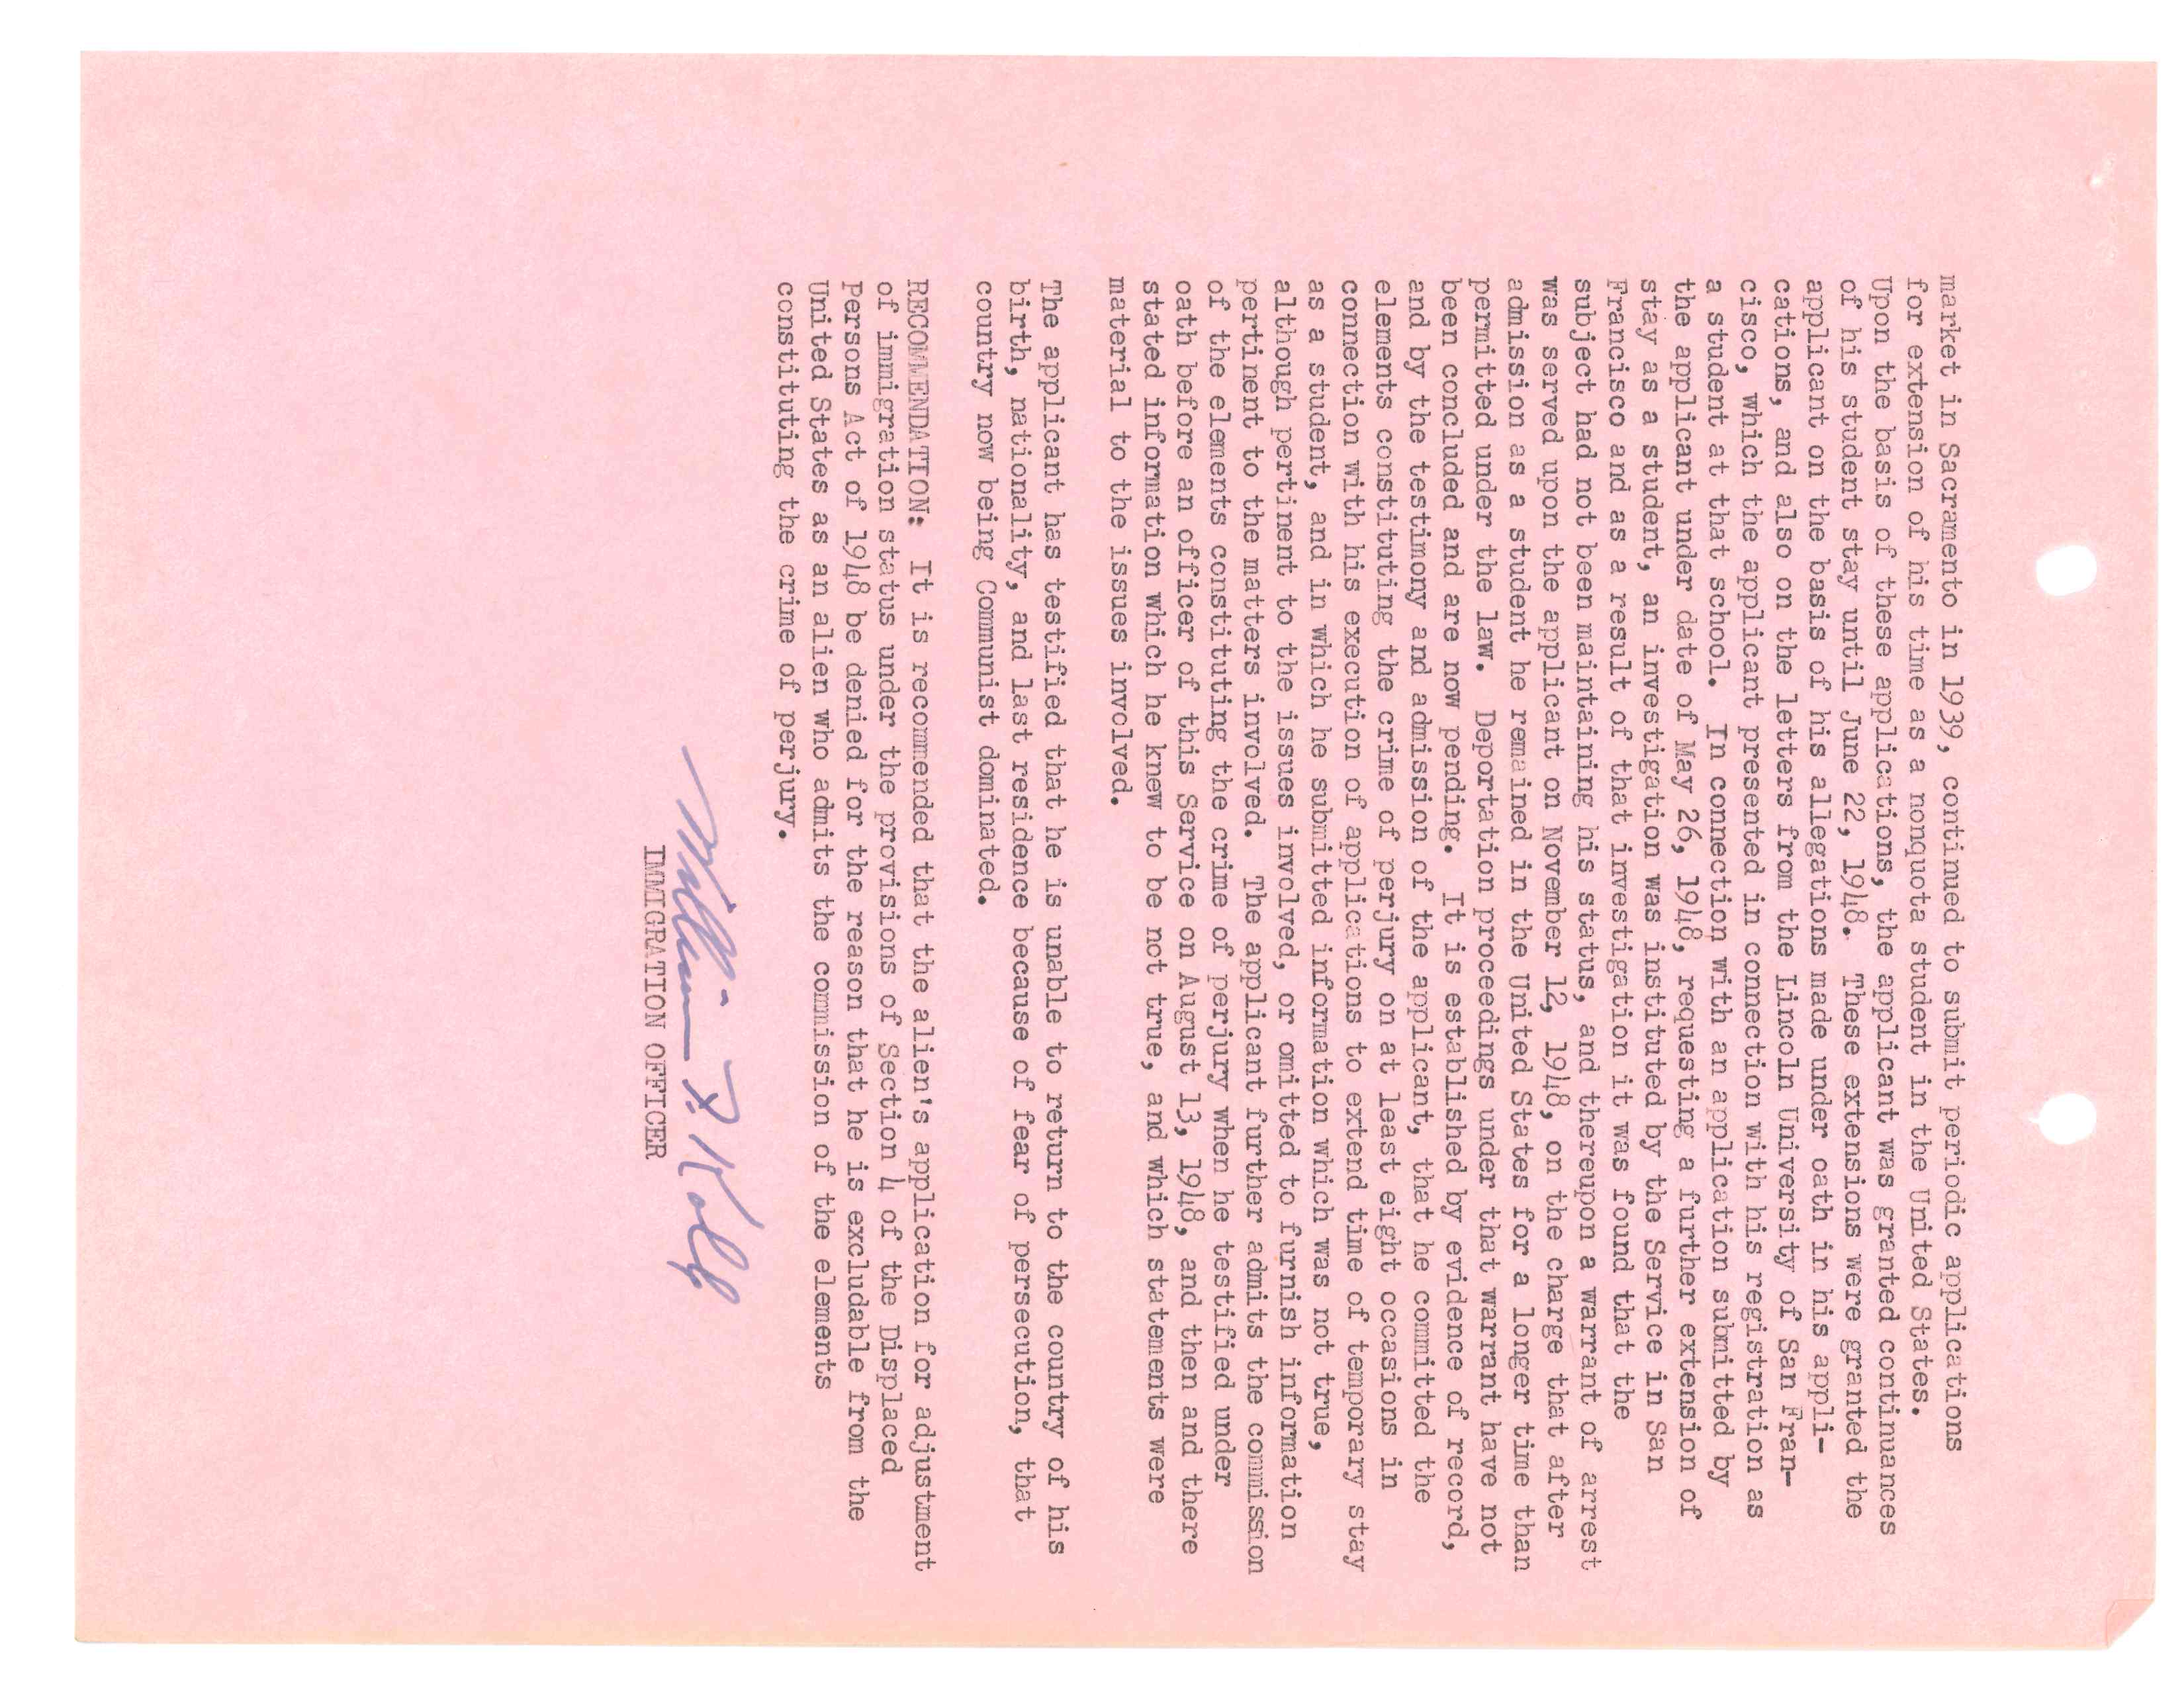 market in Sacramento in 1939, continued to submit periodic applications
for extension of his time as a nonquota student in the United States.
Upon the basis of these applications, the applicant was granted continuances
of his student stay until June 22, 1948. These extensions were granted the
applicant on the basis of his allegations made under oath in his appli-
cations, and also on the letters from the Lincoln University of San Fran-
cisco, which the applicant presented in connection with his registration as
a student at that school. In connection with an application submitted by
the applicant under date of May 26, 1948, requesting a further extension of
stay as a student, an investigation was instituted by the Service in San
Francisco and as a result of that investigation it was found that the
subject had not been maintaining his status, and thereupon a warrant of arrest
was served upon the applicant on November 12, 1948, on the charge that after
admission as a student he remained in the United States for a longer time than
permitted under the law. Deportation proceedings under that warrant have not
been concluded and are now pending. It is established by evidence of record,
and by the testimony and admission of the applicant, that he committed the
elements constituting the crime of perjury on at least eight occasions in
connection with his execution of applications to extend time of temporary stay
as a student, and in which he submitted information which was not true,
although pertinent to the issues involved, or omitted to furnish information
pertinent to the matters involved. The applicant further admits the commission
of the elements constituting the crime of perjury when he testified under
oath before an officer of this Service on August 13, 1948, and then and there
stated information which he knew to be not true, and which statements were
material to the issues involved.
The applicant has testified that he is unable to return to the country of his
birth, nationality, and last residence because of fear of persecution, that
country now being Communist dominated.
RECOMMENDATION: It is recommended that the alien's application for adjustment
of immigration status under the provisions of Section 4 of the Displaced
Persons Act of 1948 be denied for the reason that he is excludable from the
United States as an alien who admits the commission of the elements
constituting the crime of perjury.
William F. Kolb
IMMIGRATION OFFICER